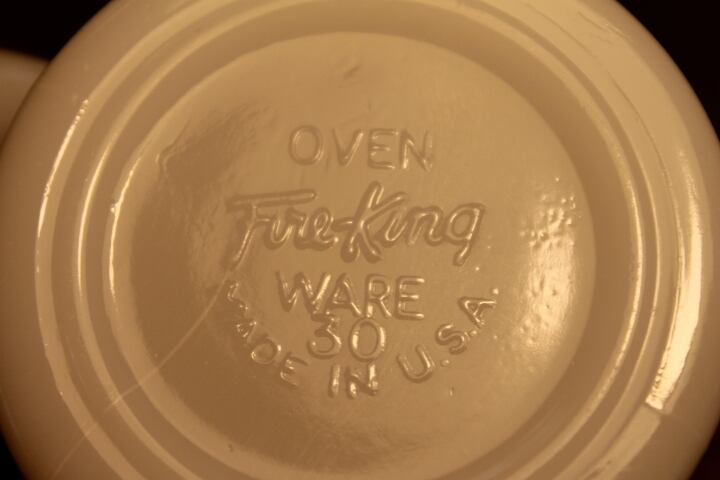 OVEN
Fire-King
WARE
30
MADE IN U.S.A.